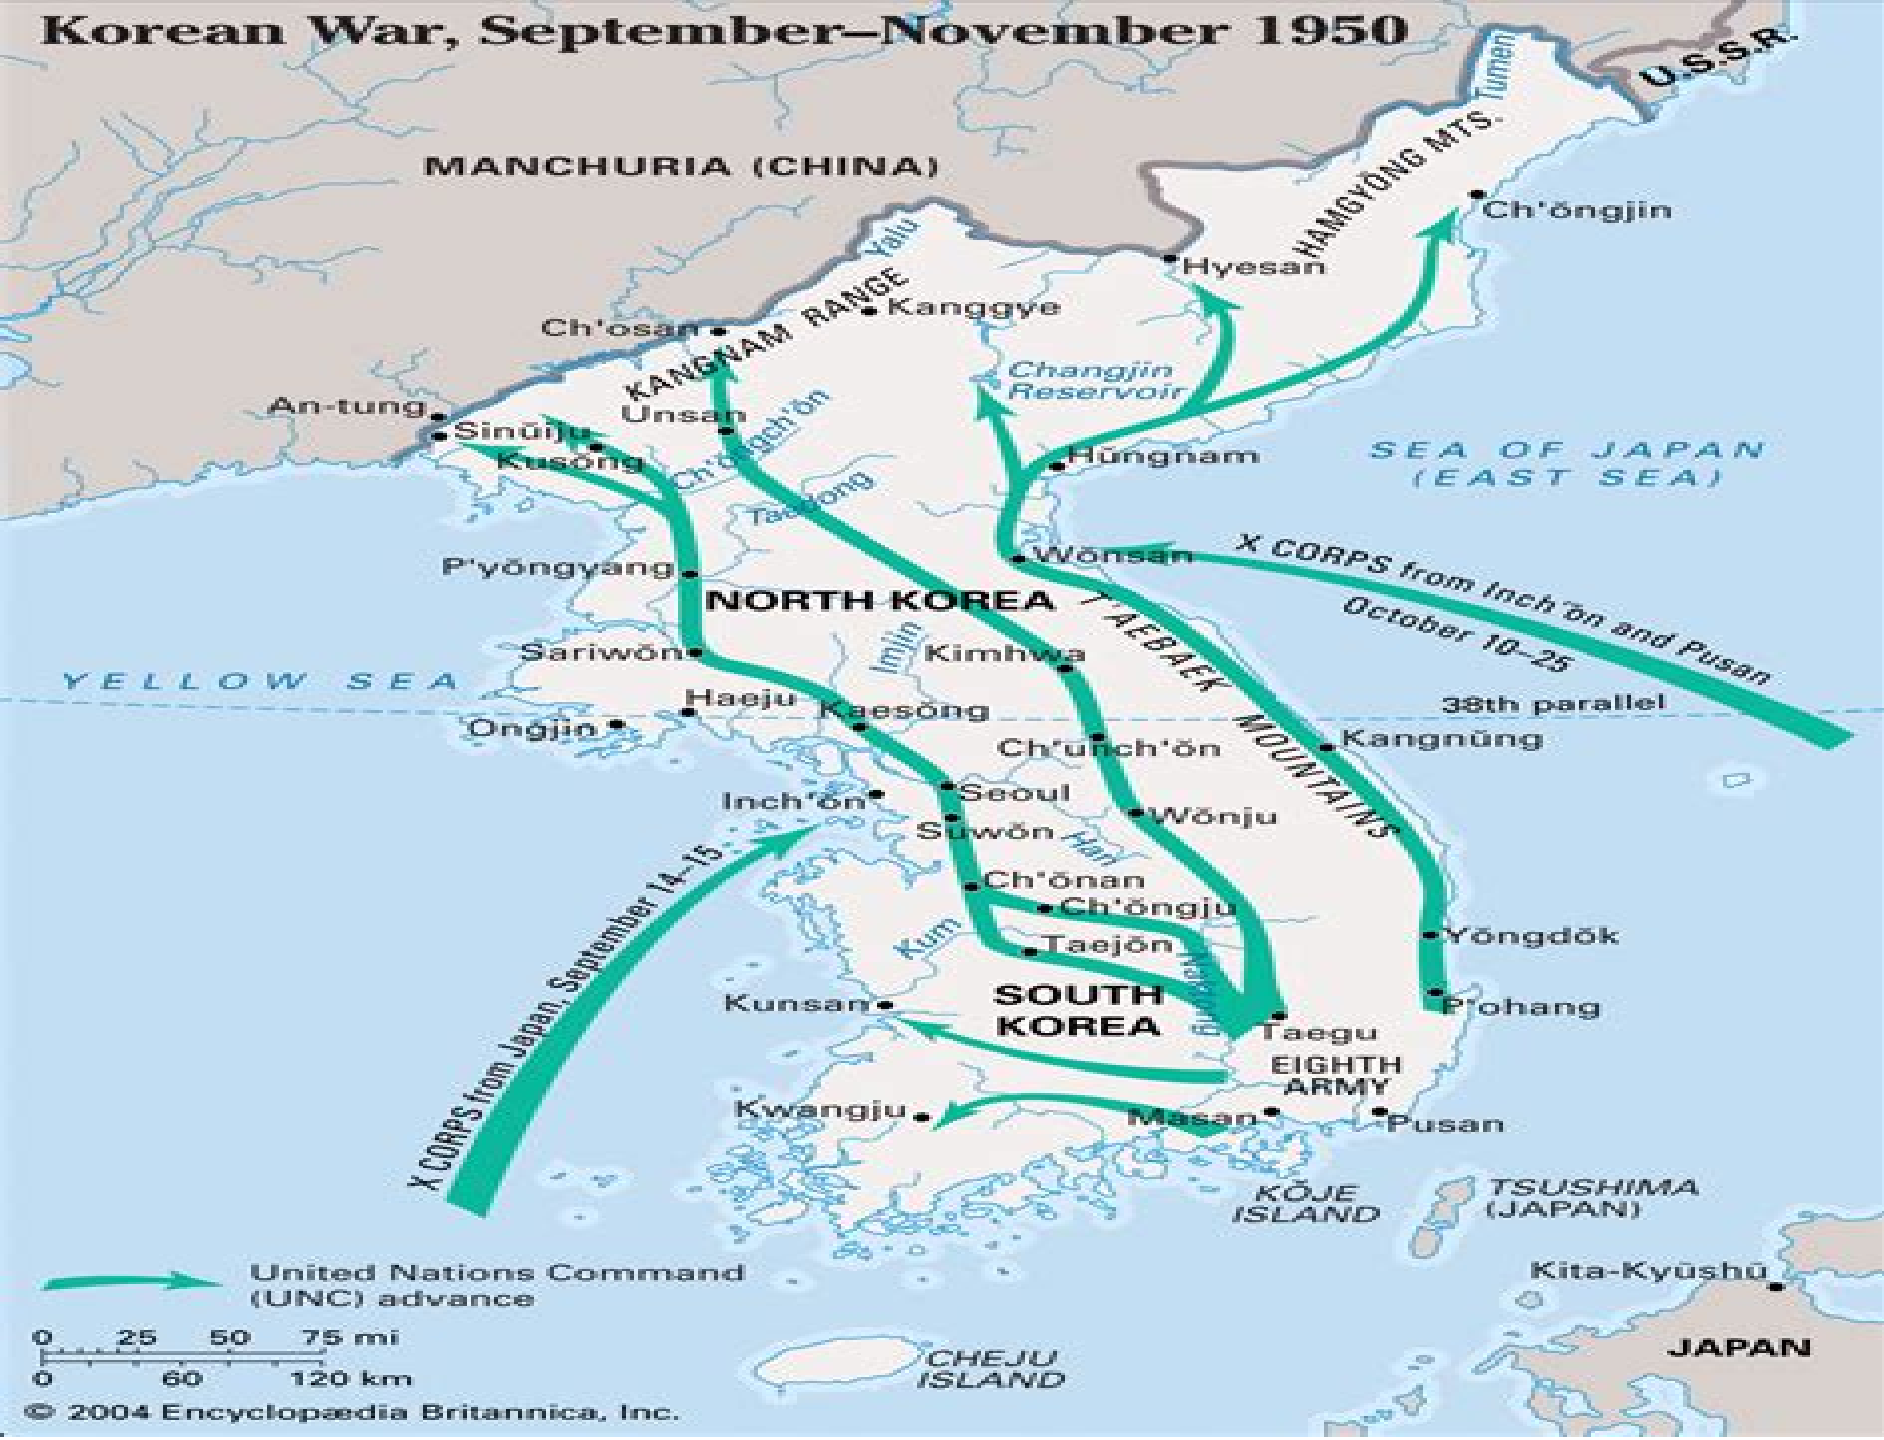 Korean War, September–November 1950
U.S.S.R.
Tumen
MANCHURIA (CHINA)
HAMGYŎNG MTS.
Ch'ŏngjin
Yalu
Hyesan
KANGNAM RANGE
Kanggye
Ch'osan
Changjin
Reservoir
An-tung
Unsan
Sinŭiju
Kusŏng
Ch'ŏngch'ŏn
Hŭngnam
SEA OF JAPAN
(EAST SEA)
Taedong
Wŏnsan
X CORPS from Inch'ŏn and Pusan
October 10–25
P'yŏngyang
NORTH KOREA
T'AEBAEK MOUNTAINS
Imjin
Sariwŏn
Kimhwa
YELLOW SEA
Haeju
Kaesŏng
38th parallel
Ongjin
Ch'unch'ŏn
Kangnŭng
Inch'ŏn
Seoul
Wŏnju
Suwŏn
Han
X CORPS from Japan, September 14–15
Ch'ŏnan
Ch'ŏngju
Kum
Taejŏn
Yŏngdŏk
SOUTH
KOREA
Kunsan
P'ohang
Taegu
EIGHTH
ARMY
Kwangju
Masan
Pusan
KŎJE
ISLAND
TSUSHIMA
(JAPAN)
United Nations Command
(UNC) advance
Kita-Kyūshū
0 25 50 75 mi
0 60 120 km
JAPAN
CHEJU
ISLAND
© 2004 Encyclopædia Britannica, Inc.